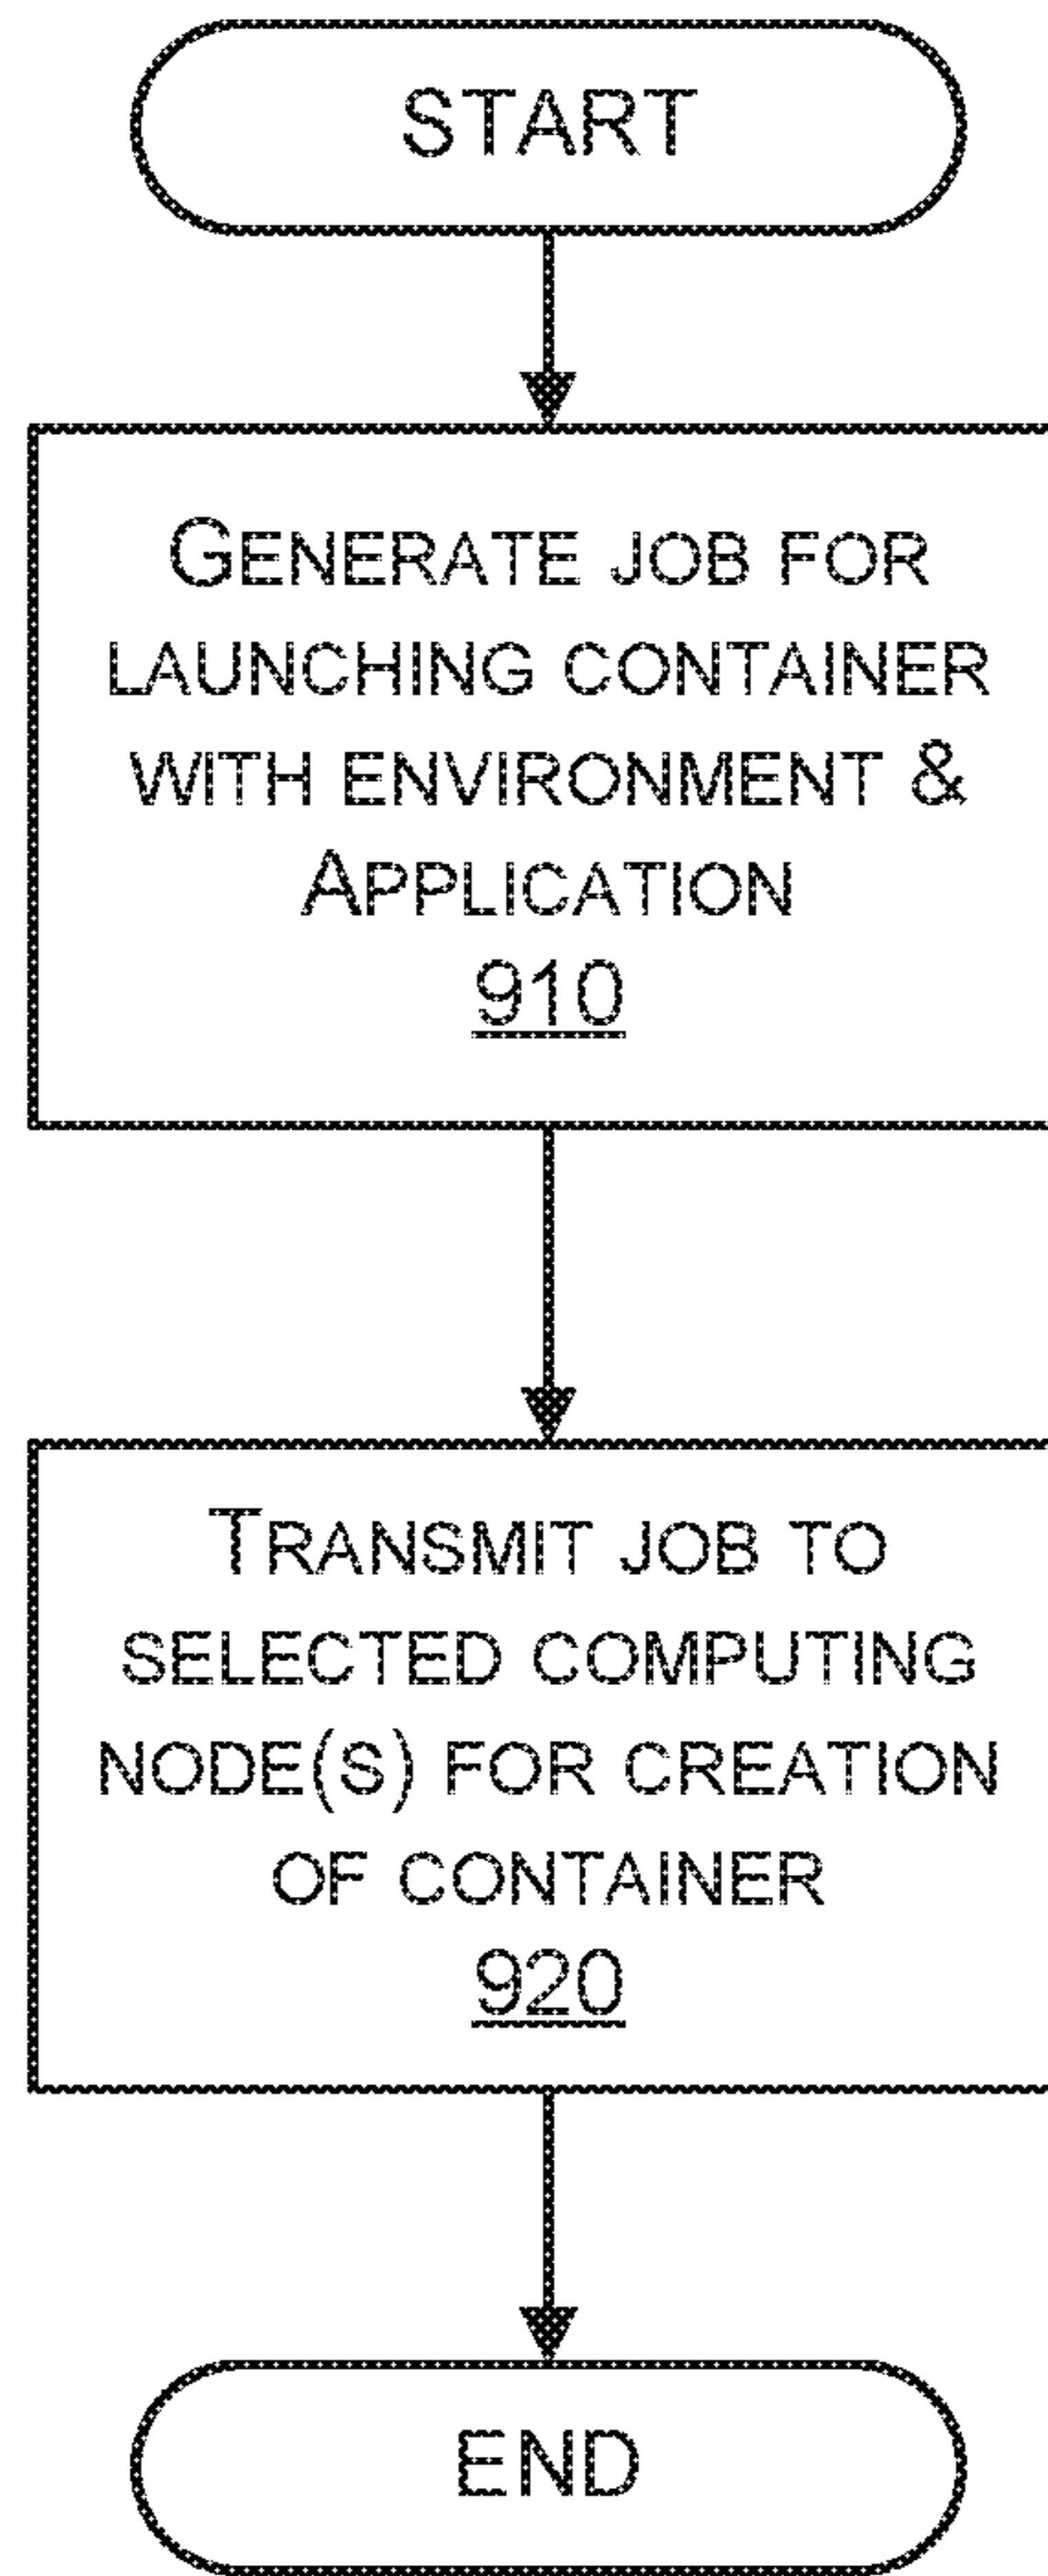 START
GENERATE JOB FOR
LAUNCHING CONTAINER
WITH ENVIRONMENT &
APPLICATION
910
TRANSMIT JOB TO
SELECTED COMPUTING
NODE(S) FOR CREATION
OF CONTAINER
920
END